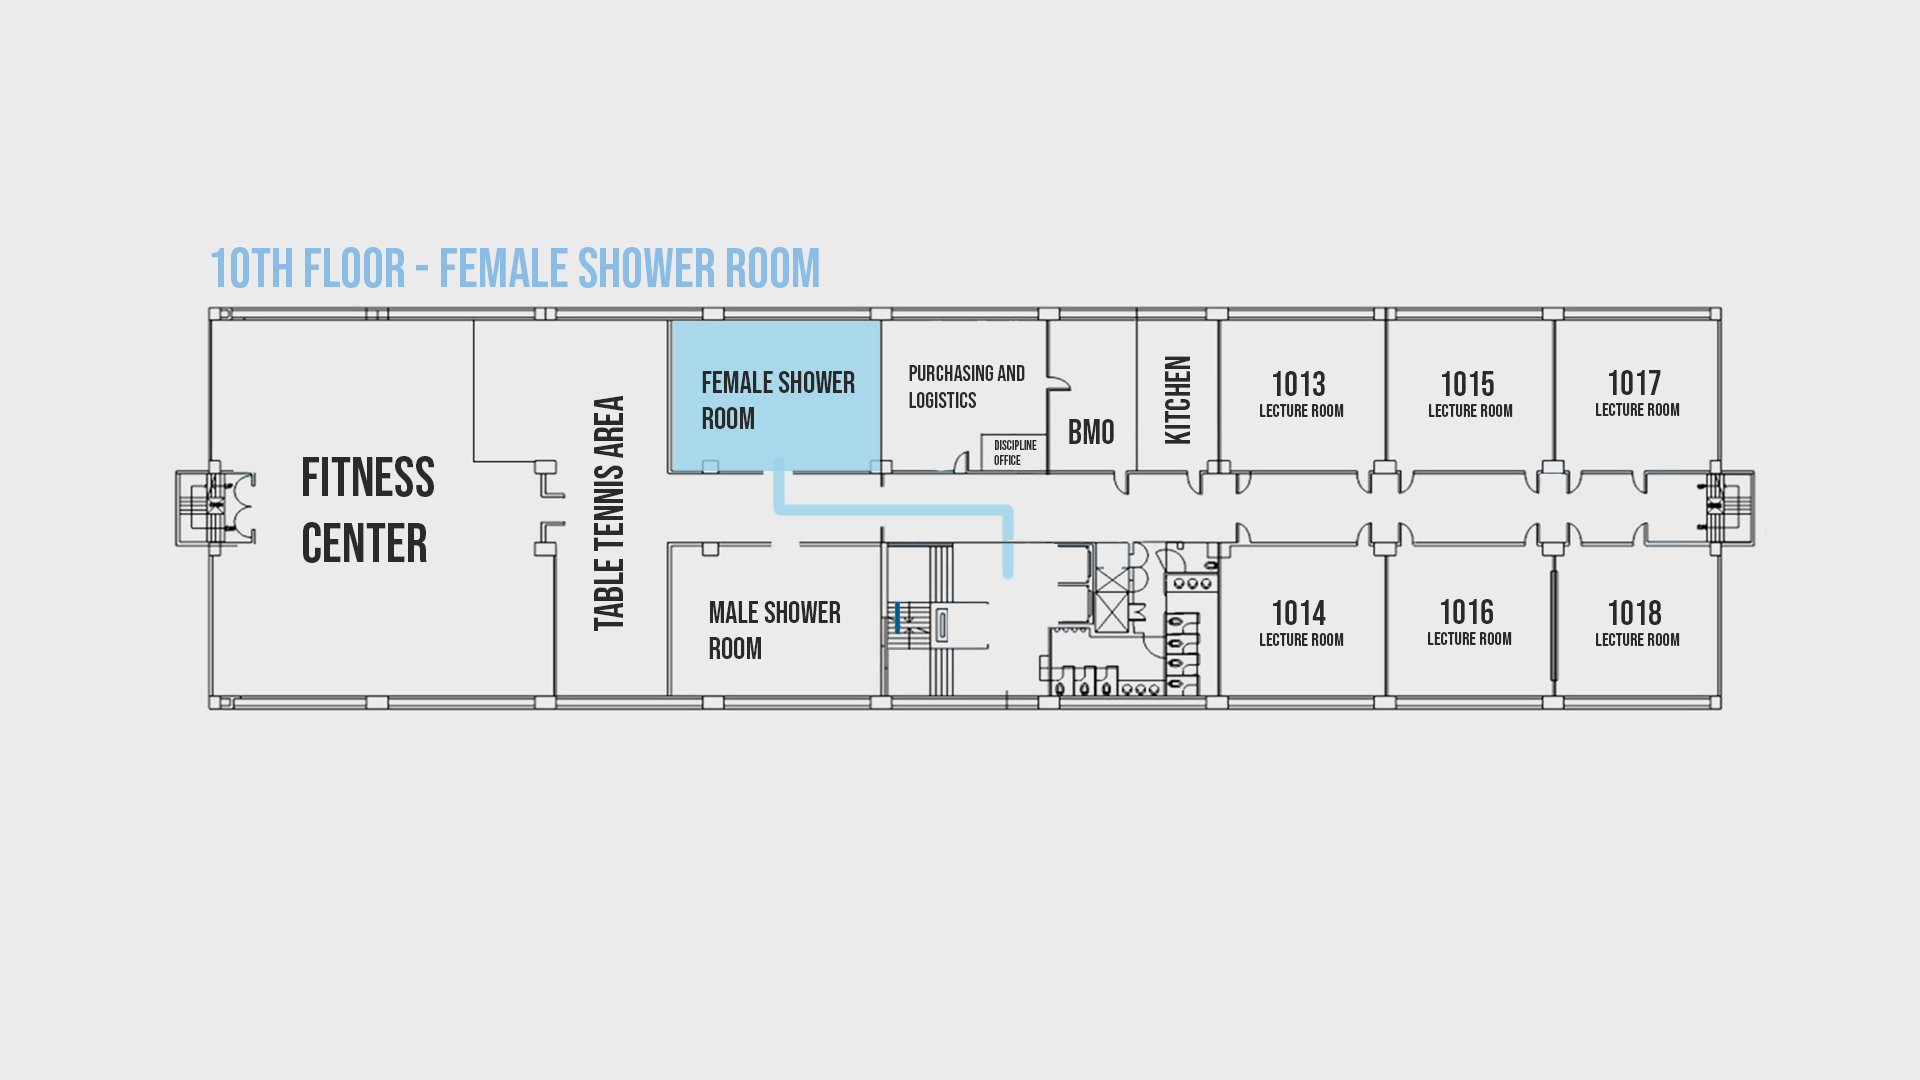 10TH FLOOR - FEMALE SHOWER ROOM
FITNESS
CENTER
TABLE TENNIS AREA
FEMALE SHOWER
ROOM
PURCHASING AND
LOGISTICS
DISCIPLINE
OFFICE
BMO
KITCHEN
1013
LECTURE ROOM
1015
LECTURE ROOM
1017
LECTURE ROOM
MALE SHOWER
ROOM
1014
LECTURE ROOM
1016
LECTURE ROOM
1018
LECTURE ROOM